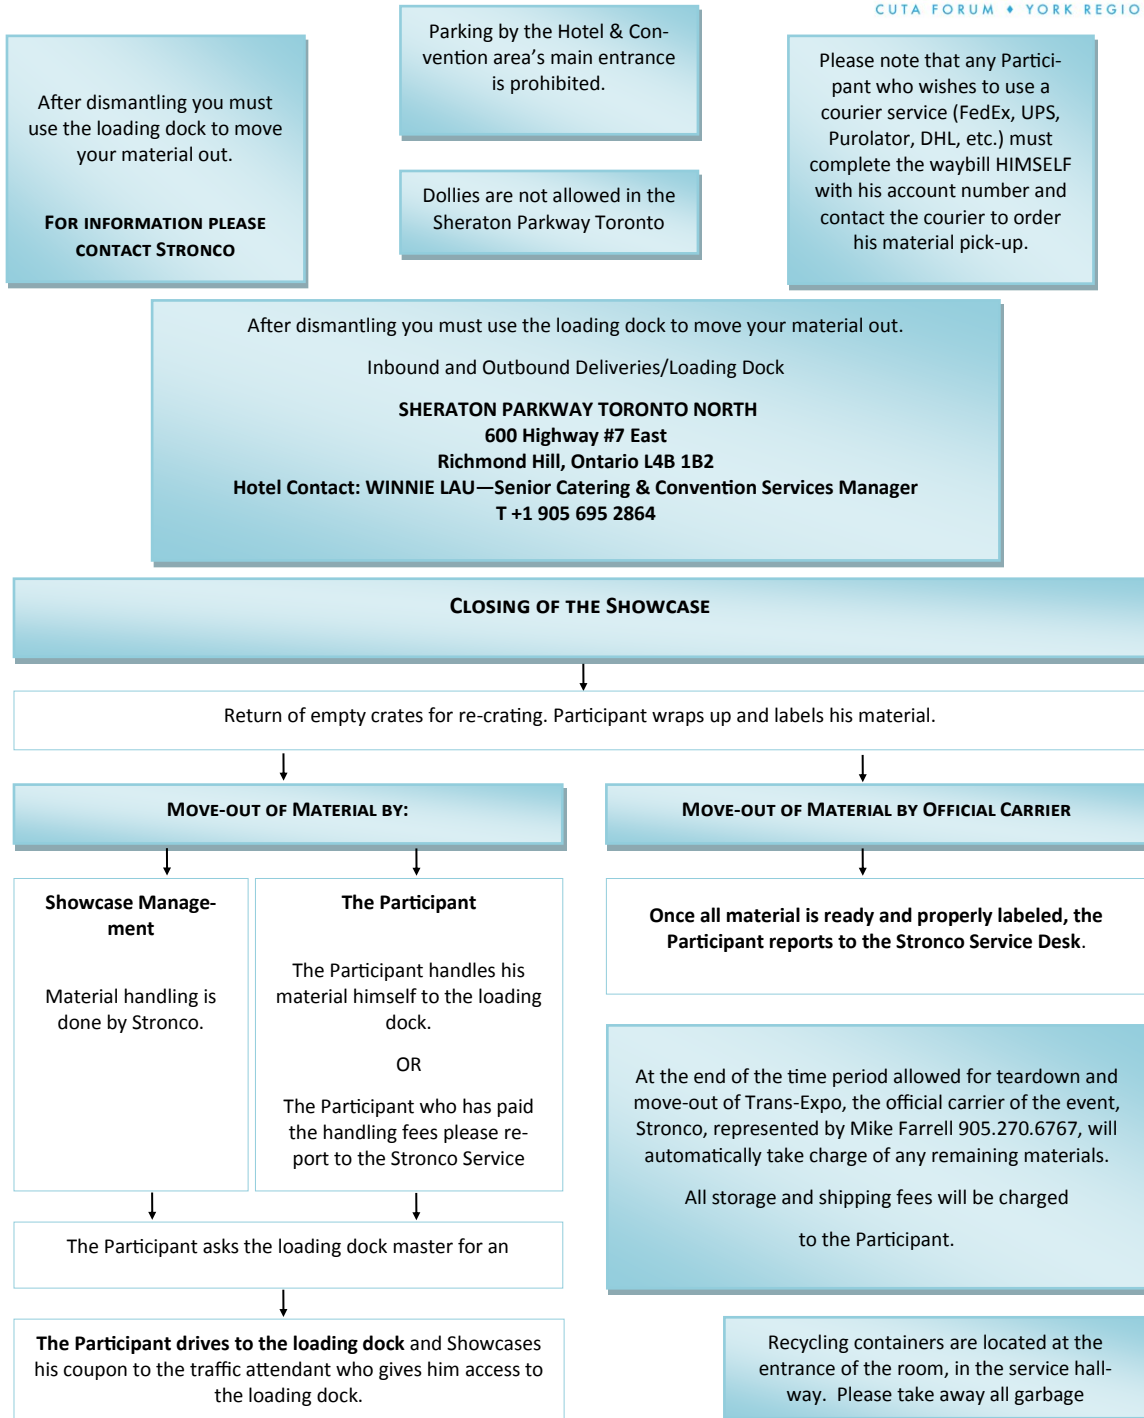 CUTA FORUM ♦ YORK REGIO
After dismantling you must
use the loading dock to move
your material out.
FOR INFORMATION PLEASE
CONTACT STRONCO
Parking by the Hotel & Con-
vention area's main entrance
is prohibited.
Dollies are not allowed in the
Sheraton Parkway Toronto
Please note that any Partici-
pant who wishes to use a
courier service (FedEx, UPS,
Purolator, DHL, etc.) must
complete the waybill HIMSELF
with his account number and
contact the courier to order
his material pick-up.
After dismantling you must use the loading dock to move your material out.
Inbound and Outbound Deliveries/Loading Dock
SHERATON PARKWAY TORONTO NORTH
600 Highway #7 East
Richmond Hill, Ontario L4B 1B2
Hotel Contact: WINNIE LAU—Senior Catering & Convention Services Manager
T +1 905 695 2864
CLOSING OF THE SHOWCASE
Return of empty crates for re-crating. Participant wraps up and labels his material.
MOVE-OUT OF MATERIAL BY:
Showcase Manage-
ment
Material handling is
done by Stronco.
The Participant
The Participant handles his
material himself to the loading
dock.
OR
The Participant who has paid
the handling fees please re-
port to the Stronco Service
The Participant asks the loading dock master for an
The Participant drives to the loading dock and Showcases
his coupon to the traffic attendant who gives him access to
the loading dock.
MOVE-OUT OF MATERIAL BY OFFICIAL CARRIER
Once all material is ready and properly labeled, the
Participant reports to the Stronco Service Desk.
At the end of the time period allowed for teardown and
move-out of Trans-Expo, the official carrier of the event,
Stronco, represented by Mike Farrell 905.270.6767, will
automatically take charge of any remaining materials.
All storage and shipping fees will be charged
to the Participant.
Recycling containers are located at the
entrance of the room, in the service hall-
way.  Please take away all garbage